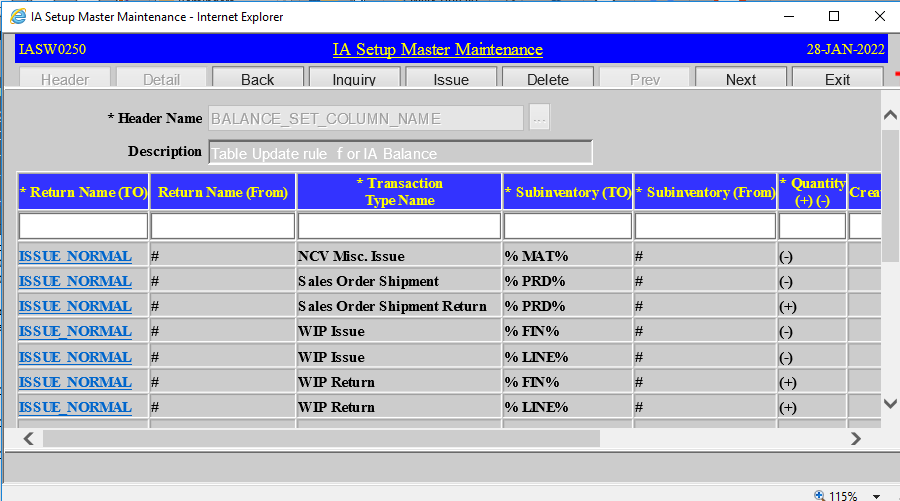 IA Setup Master Maintenance - Internet Explorer
IASW0250 IA Setup Master Maintenance 28-JAN-2022
Header Detail Back Inquiry Issue Delete Prev Next Exit
* Header Name BALANCE_SET_COLUMN_NAME ...
Description Table Update rule for IA Balance
* Return Name (TO) Return Name (From) * Transaction Type Name * Subinventory (TO) * Subinventory (From) * Quantity (+) (-)
ISSUE_NORMAL # NCV Misc. Issue % MAT% # (-)
ISSUE_NORMAL # Sales Order Shipment % PRD% # (-)
ISSUE_NORMAL # Sales Order Shipment Return % PRD% # (+)
ISSUE_NORMAL # WIP Issue % FIN% # (-)
ISSUE_NORMAL # WIP Issue % LINE% # (-)
ISSUE_NORMAL # WIP Return % FIN% # (+)
ISSUE_NORMAL # WIP Return % LINE% # (+)
115%